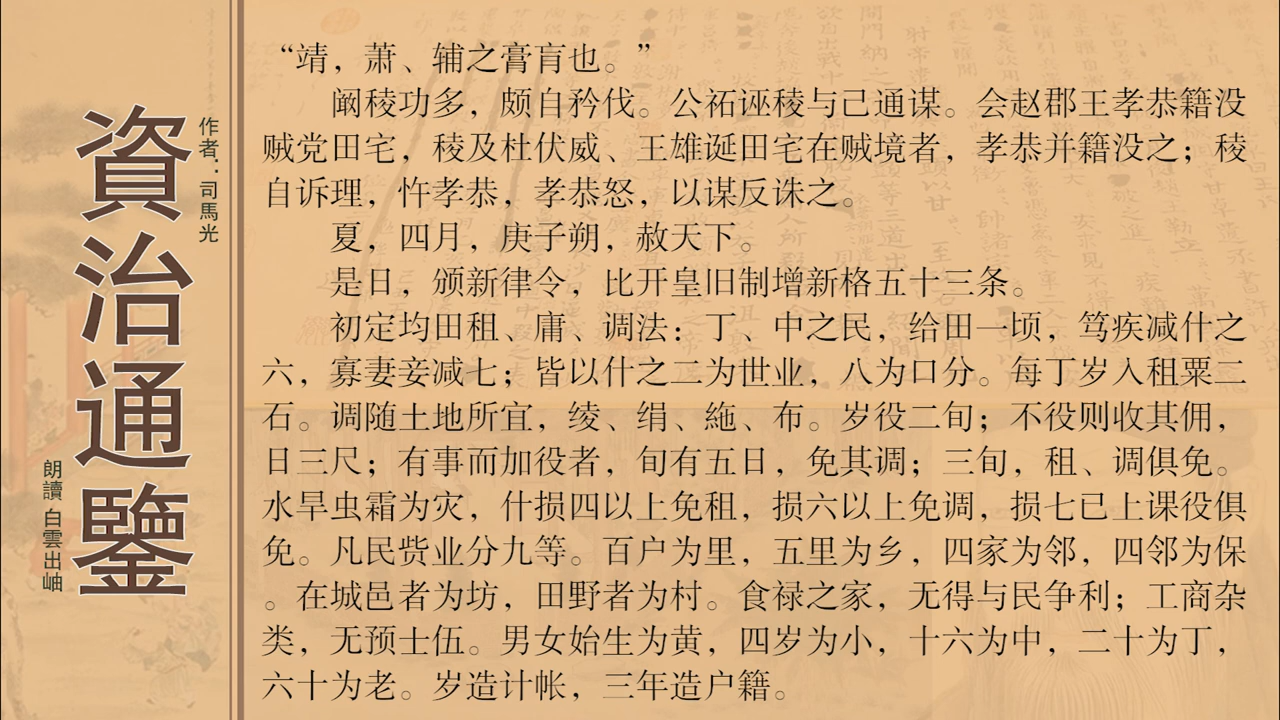 資治通鑒
作者：司馬光
朗讀 白雲出岫
“靖，萧、辅之膏肓也。”
阚稜功多，颇自矜伐。公祏诬稜与己通谋。会赵郡王孝恭籍没
贼党田宅，稜及杜伏威、王雄诞田宅在贼境者，孝恭并籍没之；稜
自诉理，忤孝恭，孝恭怒，以谋反诛之。
夏，四月，庚子朔，赦天下。
是日，颁新律令，比开皇旧制增新格五十三条。
初定均田租、庸、调法：丁、中之民，给田一顷，笃疾减什之
六，寡妻妾减七；皆以什之二为世业，八为口分。每丁岁入租粟二
石。调随土地所宜，绫、绢、絁、布。岁役二旬；不役则收其佣，
日三尺；有事而加役者，旬有五日，免其调；三旬，租、调俱免。
水旱虫霜为灾，什损四以上免租，损六以上免调，损七已上课役俱
免。凡民赀业分九等。百户为里，五里为乡，四家为邻，四邻为保
。在城邑者为坊，田野者为村。食禄之家，无得与民争利；工商杂
类，无预士伍。男女始生为黄，四岁为小，十六为中，二十为丁，
六十为老。岁造计帐，三年造户籍。